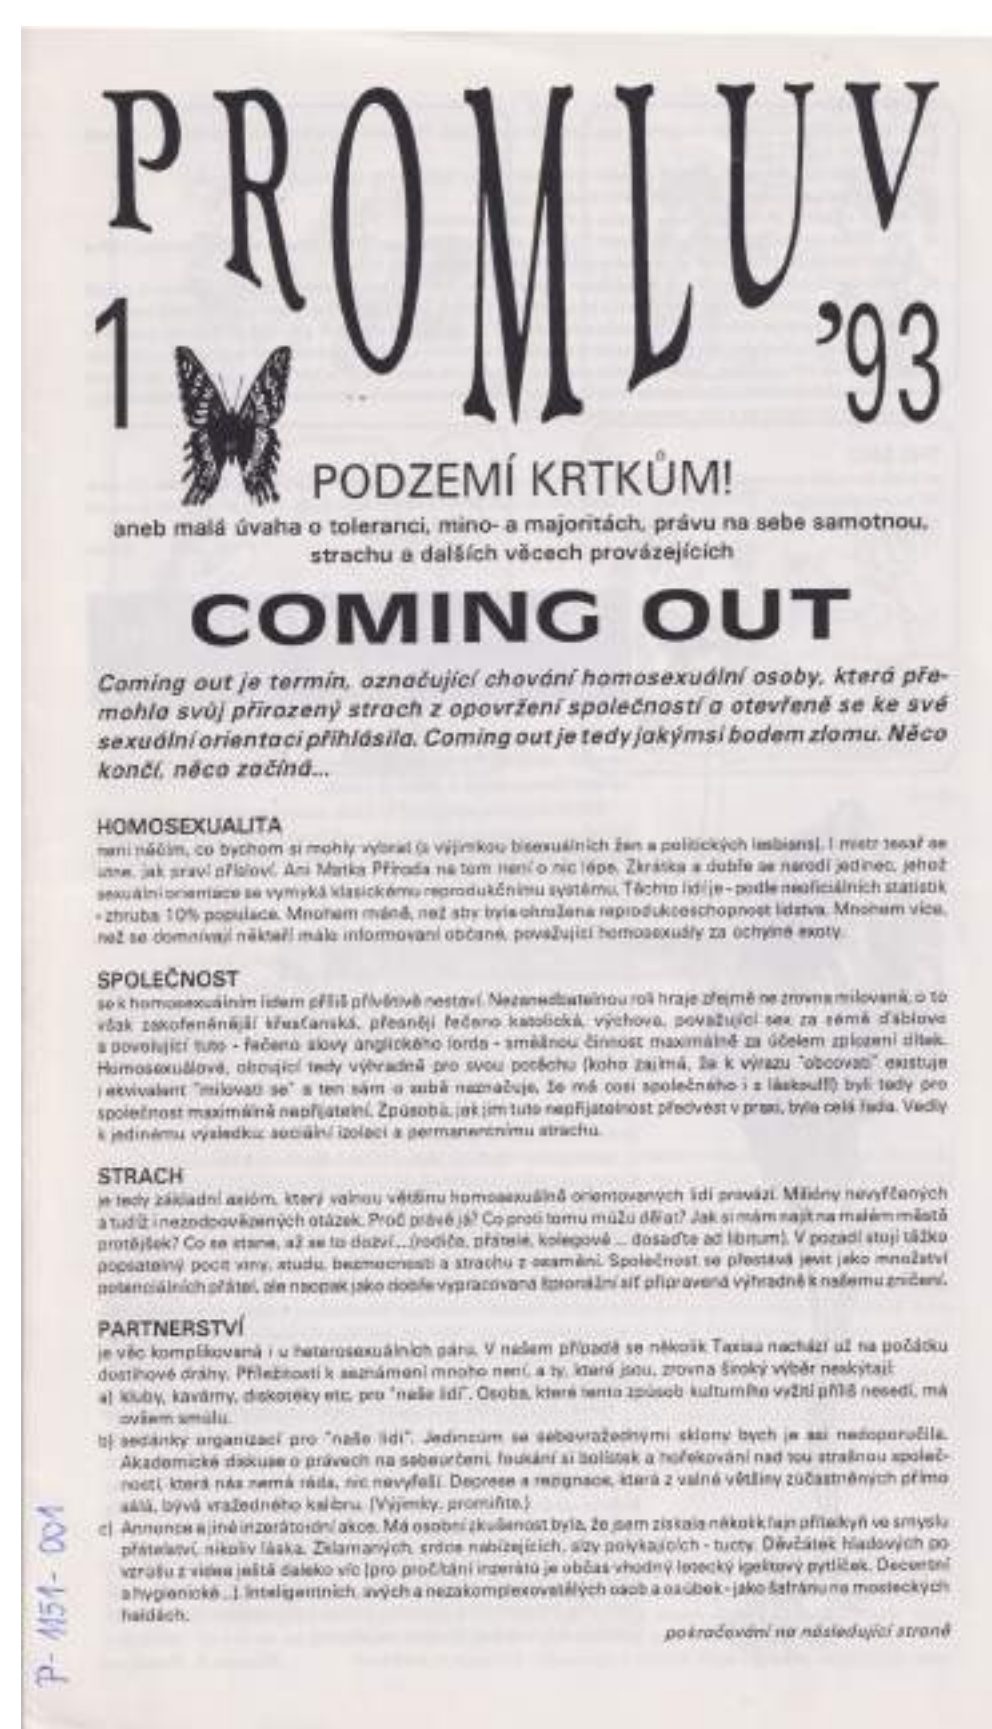 PROMLUV
1 '93
PODZEMÍ KRTKŮM!
aneb malá úvaha o toleranci, mino- a majoritách, právu na sebe samotnou,
strachu a dalších věcech provázejících
COMING OUT
Coming out je termín, označující chování homosexuální osoby, která pře-
mohla svůj přirozený strach z opovržení společností a otevřeně se ke své
sexuální orientaci přihlásila. Coming out je tedy jakýmsi bodem zlomu. Něco
končí, něco začíná...
HOMOSEXUALITA
není něčím, co bychom si mohly vybrat (s výjimkou bisexuálních žen a politických lesbians). I mistr tesař se
utne, jak praví přísloví. Ani Matka Příroda na tom není o nic lépe. Zkrátka a dobře se narodí jedinec, jehož
sexuální orientace se vymyká klasickému reprodukčnímu systému. Těchto lidí je - podle neoficiálních statistik
- zhruba 10% populace. Mnohem méně, než aby byla ohrožena reprodukceschopnost lidstva. Mnohem více,
než se domnívají někteří málo informovaní občané, považující homosexuály za úchylné exoty.
SPOLEČNOST
se k homosexuálním lidem příliš přívětivě nestaví. Nezanedbatelnou roli hraje zřejmě ne zrovna milovaná, o to
však zakořeněnější křesťanská, přesněji řečeno katolická, výchova, považující sex za sémě ďáblovo
a povolující tuto - řečeno slovy anglického lorda - směšnou činnost maximálně za účelem zplození dítek.
Homosexuálové, obcující tedy výhradně pro svou potěchu (koho zajímá, že k výrazu "obcovati" existuje
i ekvivalent "milovati se" a ten sám o sobě naznačuje, že má cosi společného i s láskou!!!) byli tedy pro
společnost maximálně nepřijatelní. Způsobů, jak jim tuto nepřijatelnost předvést v praxi, byla celá řada. Vedly
k jedinému výsledku: sociální izolaci a permanentnímu strachu.
STRACH
je tedy základní axióm, který valnou většinu homosexuálně orientovaných lidí provází. Milióny nevyřčených
a tudíž i nezodpovězených otázek. Proč právě já? Co proti tomu můžu dělat? Jak si mám najít na malém městě
protějšek? Co se stane, až se to dozví...(rodiče, přátelé, kolegové ... dosaďte ad libitum). V pozadí stojí těžko
popsatelný pocit viny, studu, bezmocnosti a strachu z osamění. Společnost se přestává jevit jako množství
potenciálních přátel, ale naopak jako dobře vypracovaná špionážní síť připravená výhradně k našemu zničení.
PARTNERSTVÍ
je věc komplikovaná i u heterosexuálních párů. V našem případě se několik Taxisů nachází už na počátku
dostihové dráhy. Příležitostí k seznámení mnoho není, a ty, které jsou, zrovna široký výběr neskýtají:
a) kluby, kavárny, diskotéky etc. pro "naše lidi". Osoba, které tento způsob kulturního vyžití příliš nesedí, má
ovšem smůlu.
b) sedánky organizací pro "naše lidi". Jedincům se sebevražednými sklony bych je asi nedoporučila.
Akademické diskuse o právech na sebeurčení, foukání si bolístek a hořekování nad tou strašnou společ-
ností, která nás nemá ráda, nic nevyřeší. Deprese a rezignace, která z valné většiny zúčastněných přímo
sálá, bývá vražedného kalibru. (Výjimky, promiňte.)
c) Annonce a jiné inzerátoidní akce. Má osobní zkušenost byla, že jsem získala několik fajn přítelkyň ve smyslu
přátelství, nikoliv láska. Zklamaných, srdce nabízejících, slzy polykajících - tucty. Děvčátek hladových po
vzrušu z videa ještě daleko víc (pro pročítání inzerátů je občas vhodný letecký igelitový pytlíček. Decentní
a hygienické ...). Inteligentních, svých a nezakomplexovatělých osob a osůbek - jako šafránu na mosteckých
haldách.
pokračování na následující straně
P-1151-001